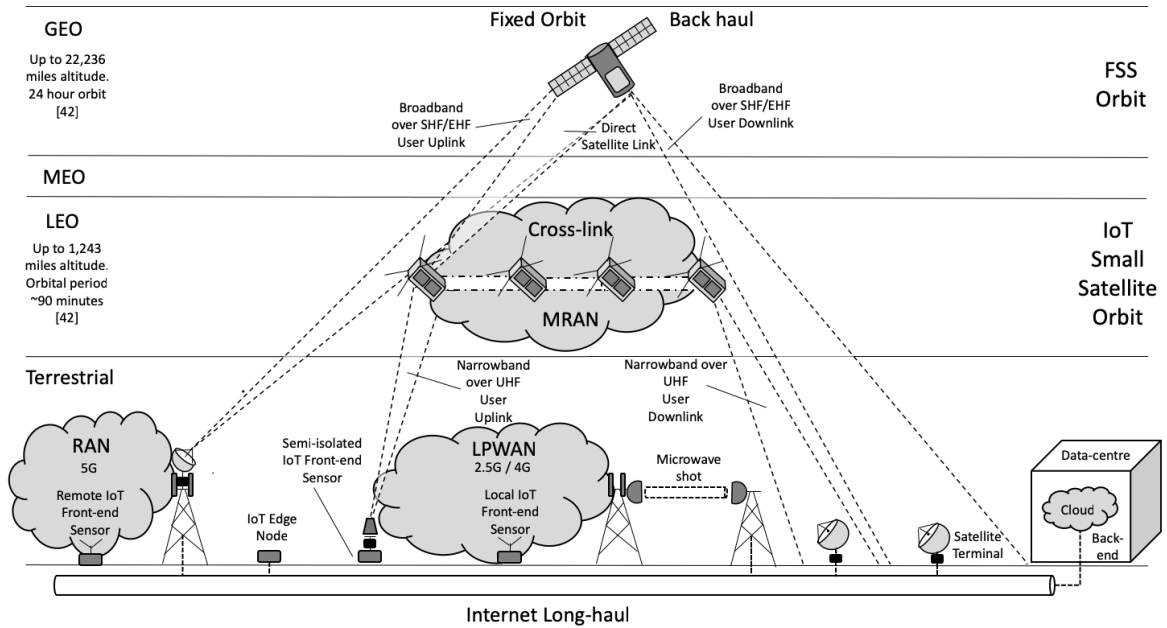 GEO
Up to 22,236
miles altitude.
24 hour orbit
[42]
Fixed Orbit
Back haul
FSS
Orbit
Broadband
over SHF/EHF
User Uplink
Direct
Satellite Link
Broadband
over SHF/EHF
User Downlink
MEO
LEO
Up to 1,243
miles altitude.
Orbital period
~90 minutes
[42]
Cross-link
MRAN
IoT
Small
Satellite
Orbit
Terrestrial
Narrowband
over UHF
User
Uplink
Narrowband over
UHF
User
Downlink
RAN
5G
Remote IoT
Front-end
Sensor
IoT Edge
Node
Semi-isolated
IoT Front-end
Sensor
LPWAN
2.5G / 4G
Local IoT
Front-end
Sensor
Microwave
shot
Satellite
Terminal
Data-centre
Cloud
Back-
end
Internet Long-haul